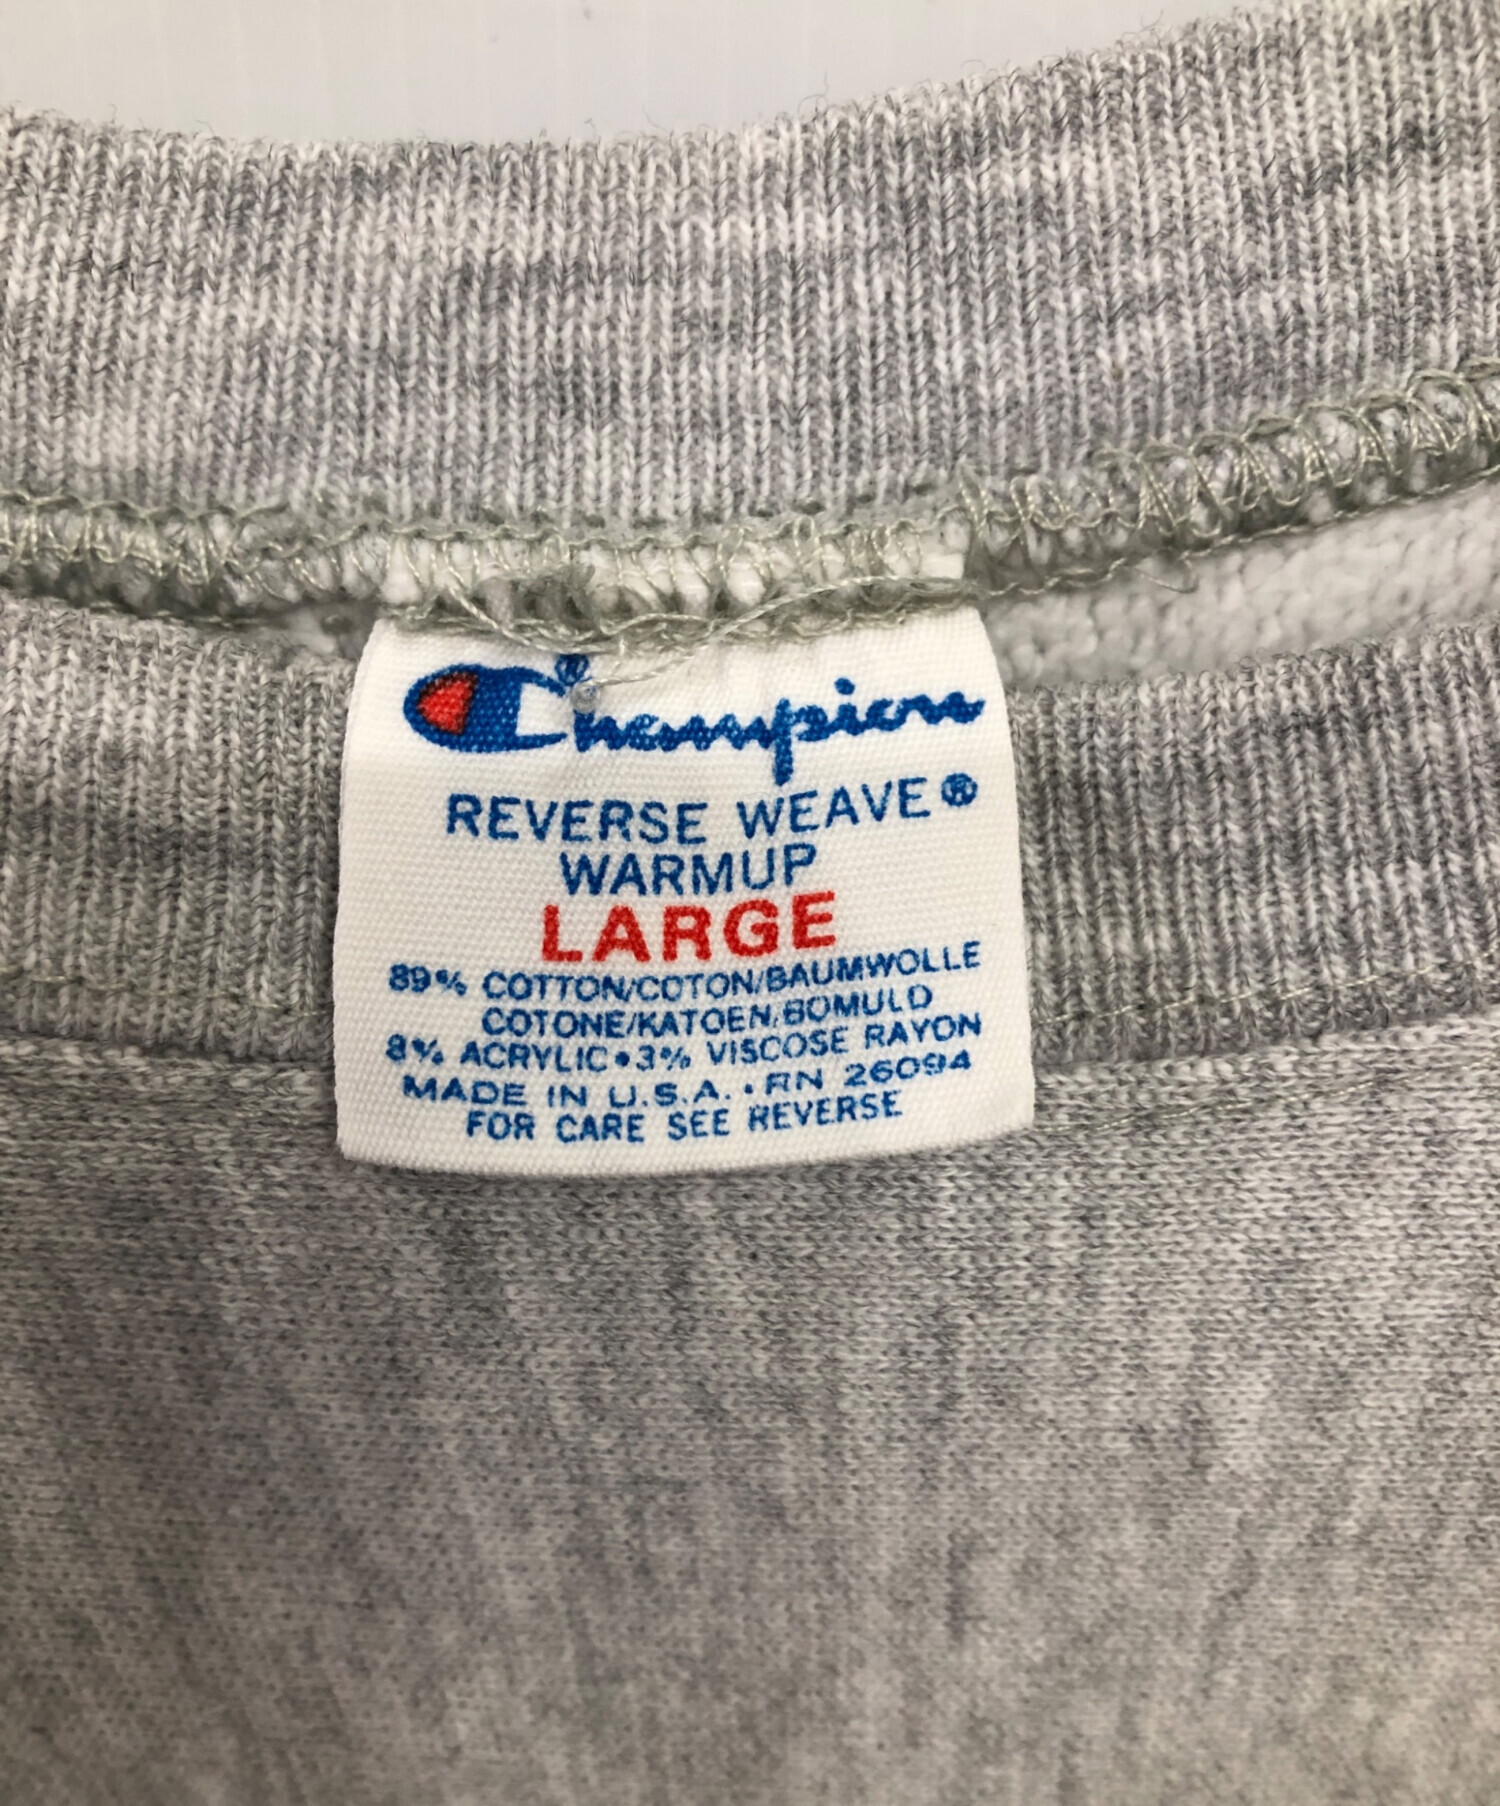 Champion®
REVERSE WEAVE®
WARMUP
LARGE
89% COTTON/COTON/BAUMWOLLE
COTONE/KATOEN/BOMULD
8% ACRYLIC•3% VISCOSE RAYON
MADE IN U.S.A. • RN 26094
FOR CARE SEE REVERSE